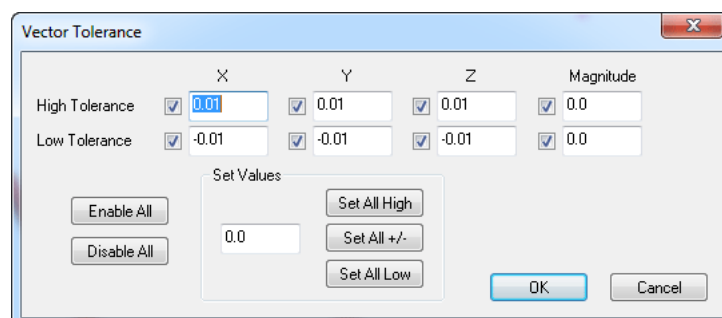 Vector Tolerance
X Y Z Magnitude
High Tolerance 0.01 0.01 0.01 0.0
Low Tolerance -0.01 -0.01 -0.01 0.0
Set Values
Enable All
Disable All
0.0
Set All High
Set All +/-
Set All Low
OK Cancel